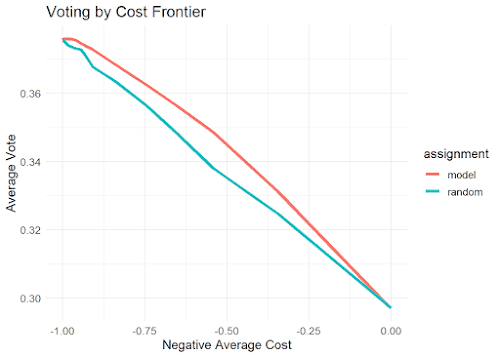 Voting by Cost Frontier
Average Vote
0.36
0.34
0.32
0.30
-1.00 -0.75 -0.50 -0.25 0.00
Negative Average Cost
assignment
model
random